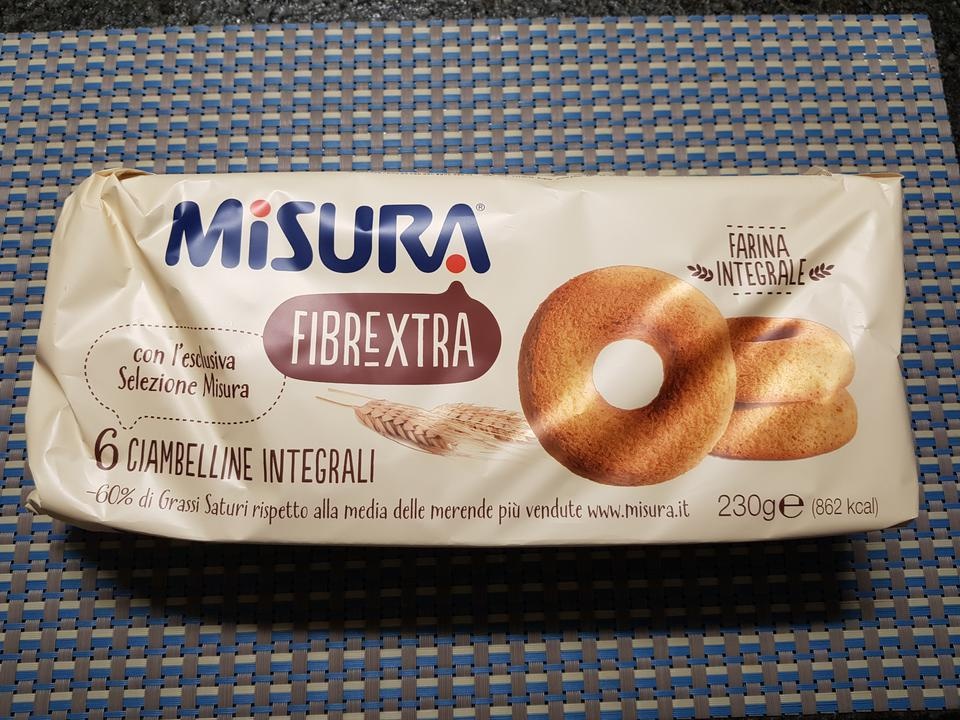 MiSURA®
FARINA
INTEGRALE
FIBREXTRA
con l'esclusiva
Selezione Misura
6 CIAMBELLINE INTEGRALI
-60% di Grassi Saturi rispetto alla media delle merende più vendute www.misura.it
230g℮ (862 kcal)